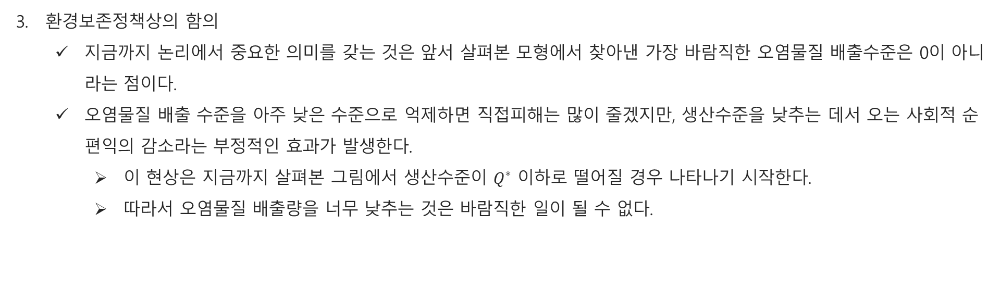 3. 환경보존정책상의 함의
✓ 지금까지 논리에서 중요한 의미를 갖는 것은 앞서 살펴본 모형에서 찾아낸 가장 바람직한 오염물질 배출수준은 0이 아니
라는 점이다.
✓ 오염물질 배출 수준을 아주 낮은 수준으로 억제하면 직접피해는 많이 줄겠지만, 생산수준을 낮추는 데서 오는 사회적 순
편익의 감소라는 부정적인 효과가 발생한다.
➢ 이 현상은 지금까지 살펴본 그림에서 생산수준이 Q* 이하로 떨어질 경우 나타나기 시작한다.
➢ 따라서 오염물질 배출량을 너무 낮추는 것은 바람직한 일이 될 수 없다.